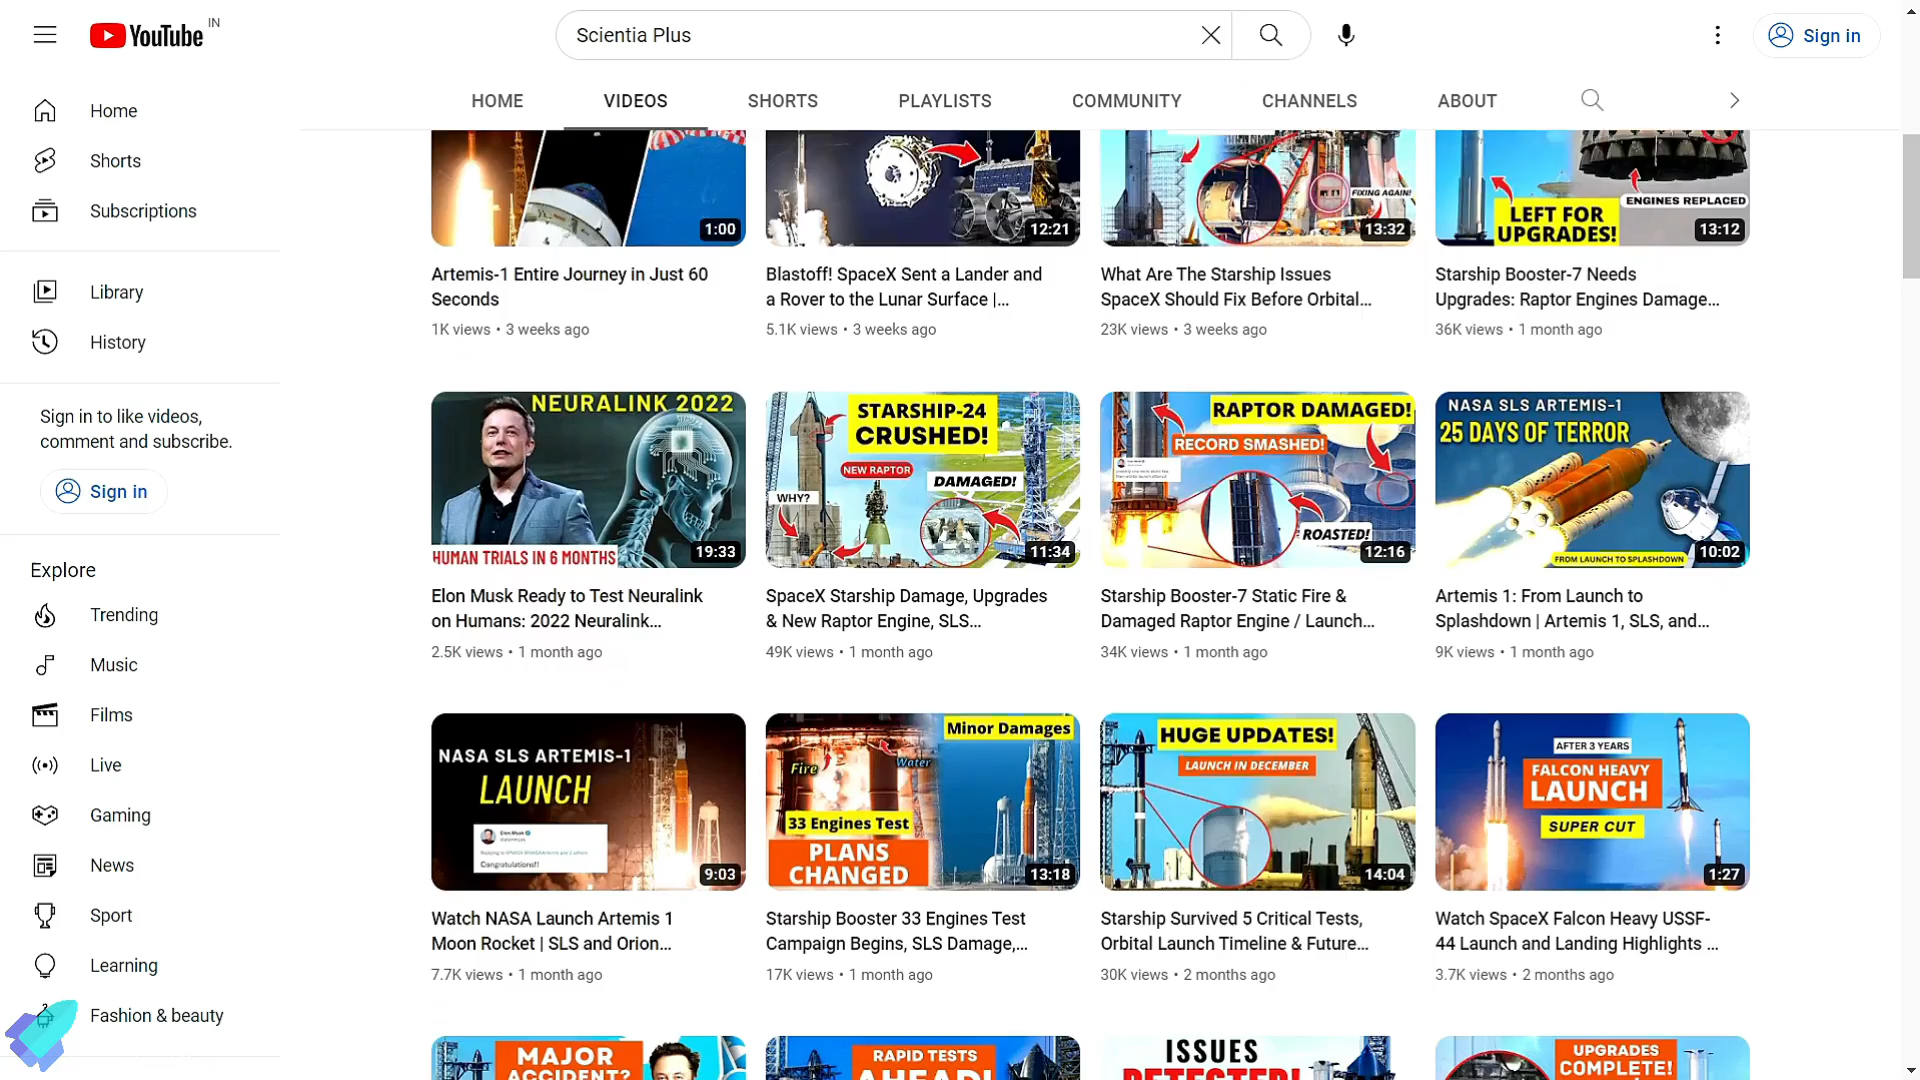 YouTube IN
Scientia Plus
Sign in
HOME
VIDEOS
SHORTS
PLAYLISTS
COMMUNITY
CHANNELS
ABOUT
Home
Shorts
Subscriptions
Library
History
Sign in to like videos,
comment and subscribe.
Sign in
Explore
Trending
Music
Films
Live
Gaming
News
Sport
Learning
Fashion & beauty
1:00
Artemis-1 Entire Journey in Just 60
Seconds
1K views • 3 weeks ago
12:21
Blastoff! SpaceX Sent a Lander and
a Rover to the Lunar Surface |...
5.1K views • 3 weeks ago
FIXING AGAIN!
13:32
What Are The Starship Issues
SpaceX Should Fix Before Orbital...
23K views • 3 weeks ago
ENGINES REPLACED
LEFT FOR
UPGRADES!
13:12
Starship Booster-7 Needs
Upgrades: Raptor Engines Damage...
36K views • 1 month ago
NEURALINK 2022
HUMAN TRIALS IN 6 MONTHS
19:33
Elon Musk Ready to Test Neuralink
on Humans: 2022 Neuralink...
2.5K views • 1 month ago
STARSHIP-24
CRUSHED!
NEW RAPTOR
DAMAGED!
WHY?
11:34
SpaceX Starship Damage, Upgrades
& New Raptor Engine, SLS...
49K views • 1 month ago
RAPTOR DAMAGED!
RECORD SMASHED!
ROASTED!
12:16
Starship Booster-7 Static Fire &
Damaged Raptor Engine / Launch...
34K views • 1 month ago
NASA SLS ARTEMIS-1
25 DAYS OF TERROR
FROM LAUNCH TO SPLASHDOWN
10:02
Artemis 1: From Launch to
Splashdown | Artemis 1, SLS, and...
9K views • 1 month ago
NASA SLS ARTEMIS-1
LAUNCH
Elon Musk
Congratulations!!
9:03
Watch NASA Launch Artemis 1
Moon Rocket | SLS and Orion...
7.7K views • 1 month ago
Minor Damages
Fire
Water
33 Engines Test
PLANS
CHANGED
13:18
Starship Booster 33 Engines Test
Campaign Begins, SLS Damage,...
17K views • 1 month ago
HUGE UPDATES!
LAUNCH IN DECEMBER
14:04
Starship Survived 5 Critical Tests,
Orbital Launch Timeline & Future...
30K views • 2 months ago
AFTER 3 YEARS
FALCON HEAVY
LAUNCH
SUPER CUT
1:27
Watch SpaceX Falcon Heavy USSF-
44 Launch and Landing Highlights ...
3.7K views • 2 months ago
MAJOR
ACCIDENT?
RAPID TESTS
AHEAD!
ISSUES
DETECTED!
UPGRADES
COMPLETE!